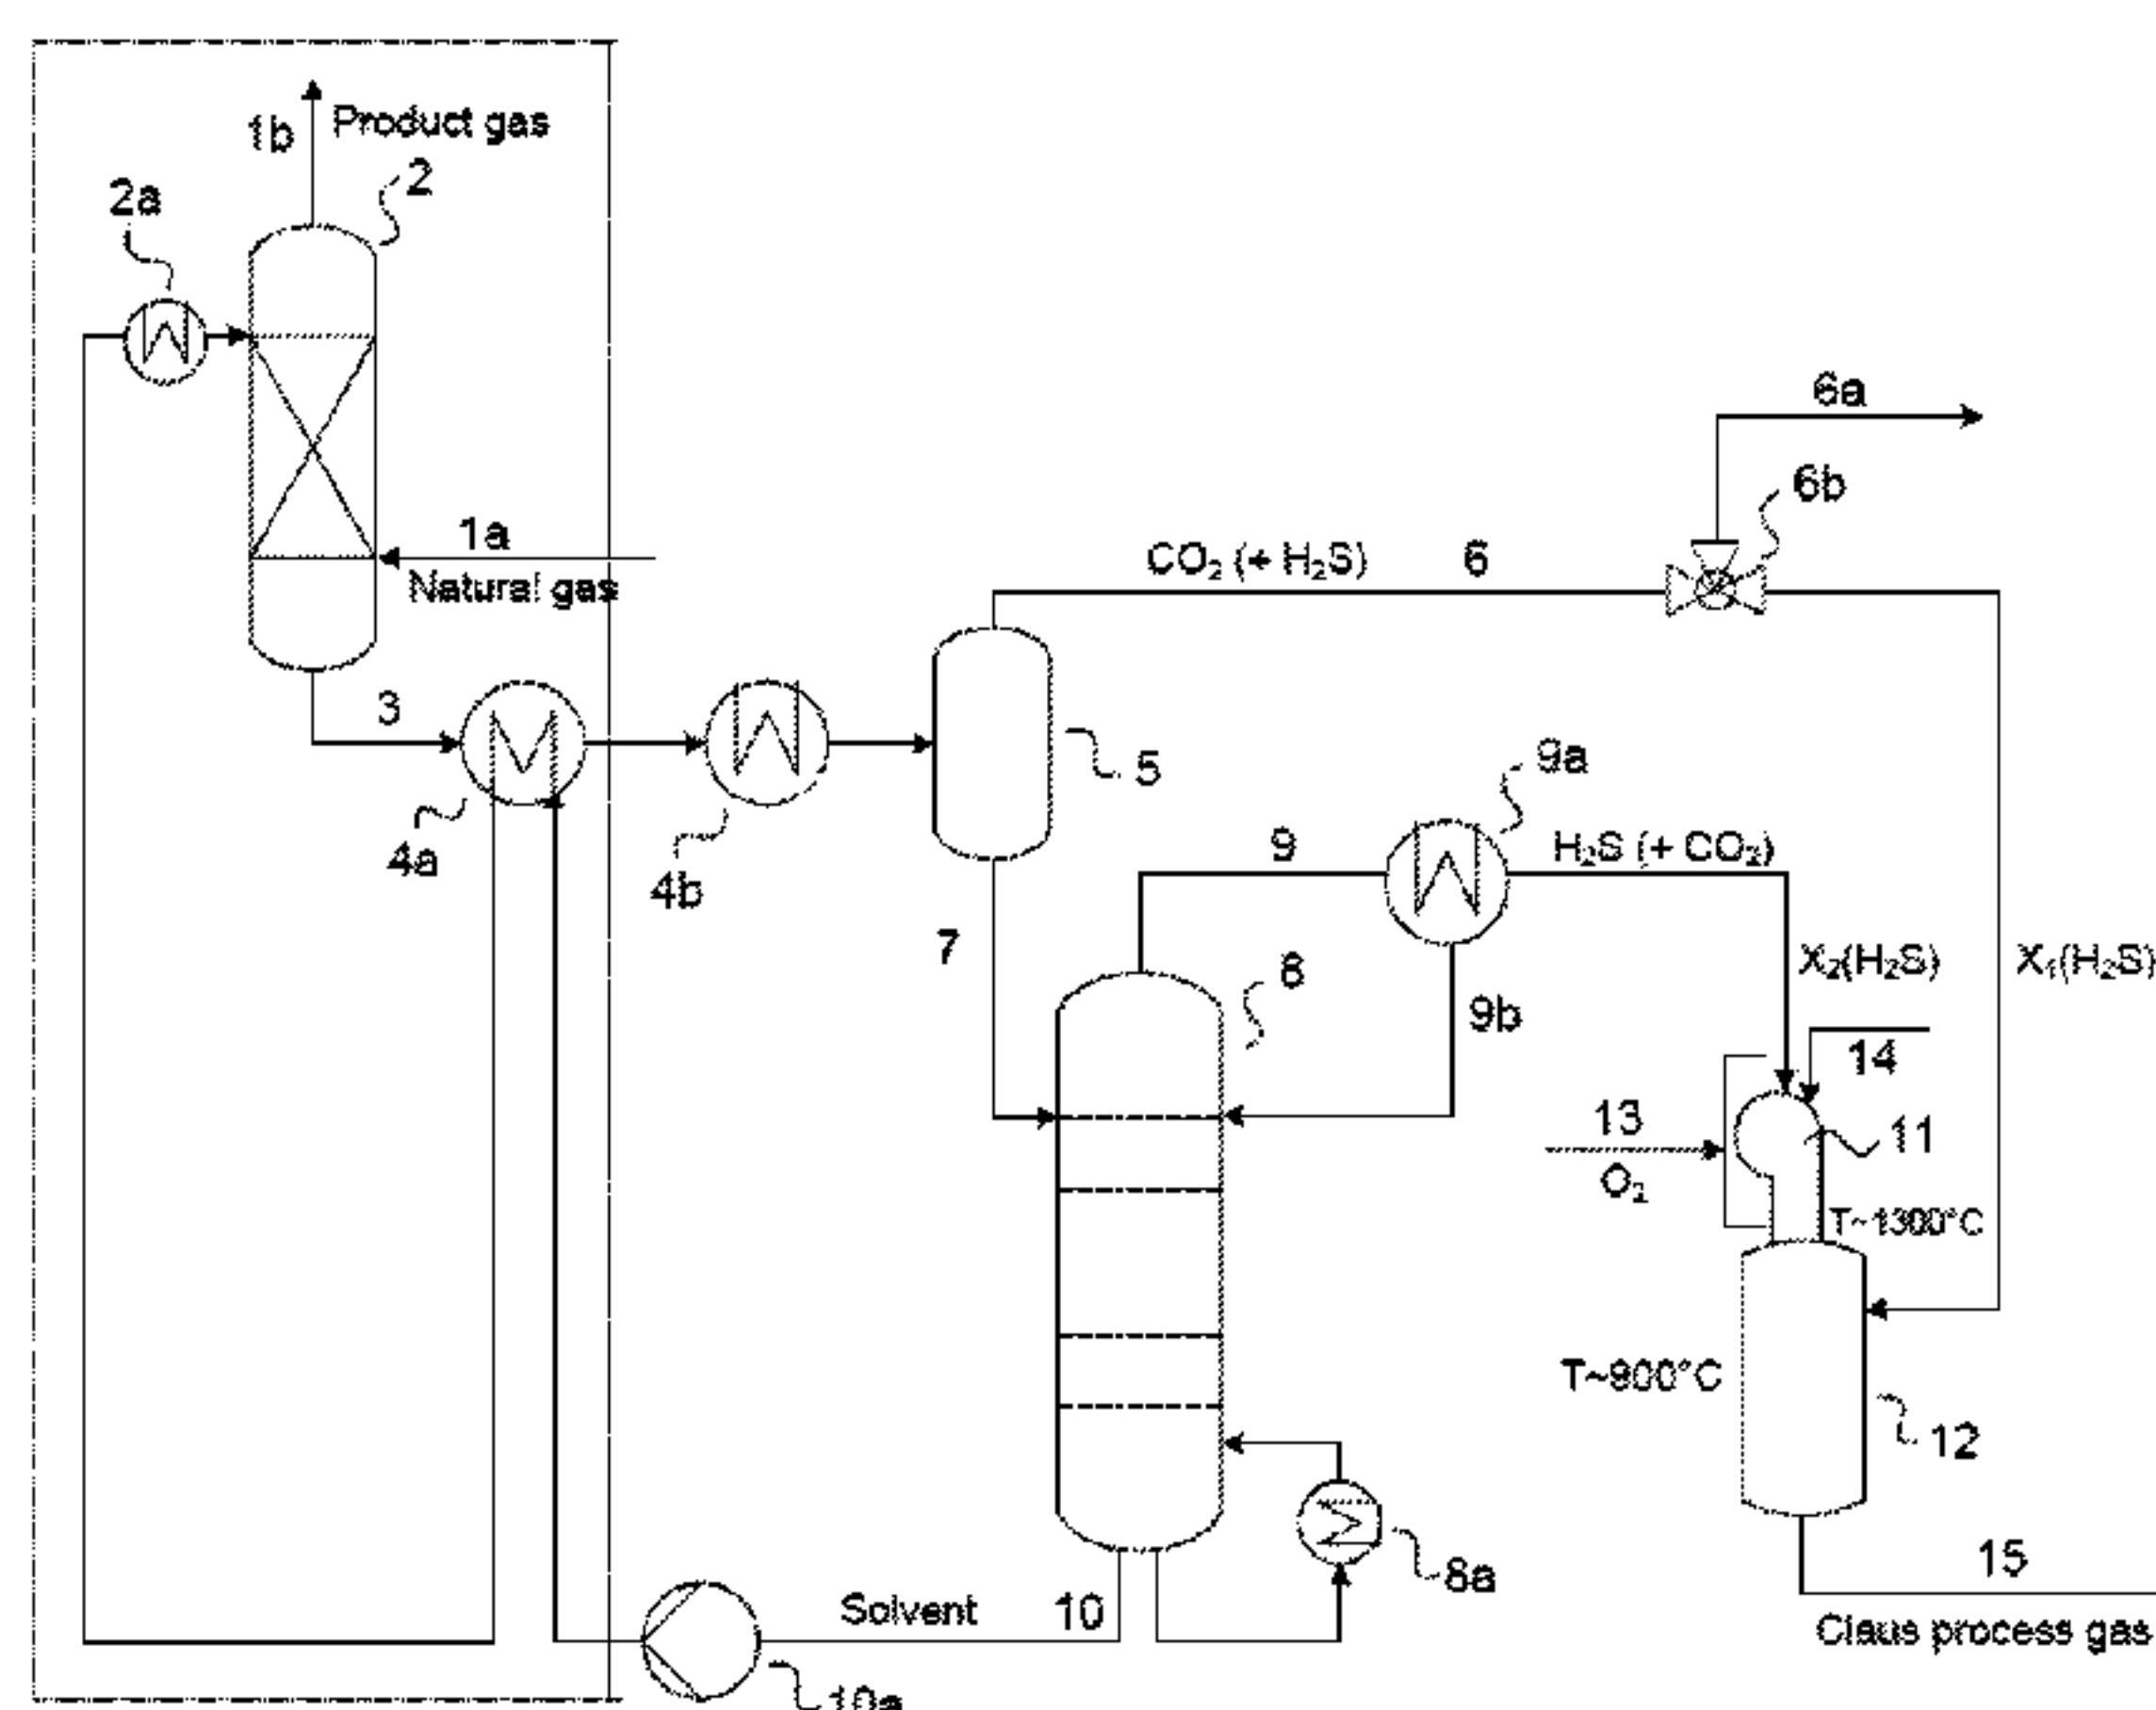 1b Product gas
2
2a
6a
6b
1a
Natural gas
CO₂ (+ H₂S) 6
3
5
9a
4a
4b
9 H₂S (+ CO₂)
7
8
9b
X₂(H₂S) X₁(H₂S)
14
13
O₂
11
T~1300°C
T~900°C
12
8a
Solvent 10
10a
15
Claus process gas